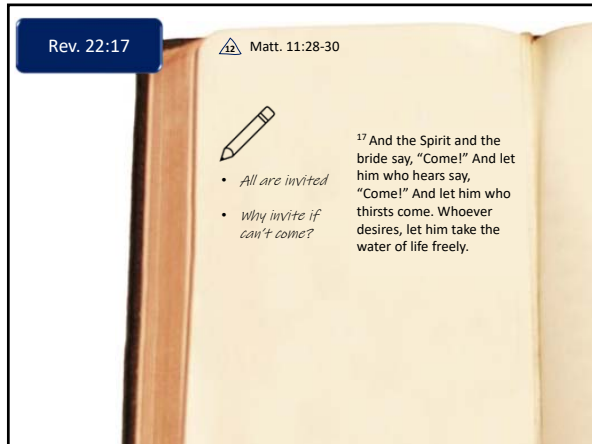 Rev. 22:17
12 Matt. 11:28-30
• All are invited
• Why invite if
can't come?
17 And the Spirit and the
bride say, “Come!” And let
him who hears say,
“Come!” And let him who
thirsts come. Whoever
desires, let him take the
water of life freely.